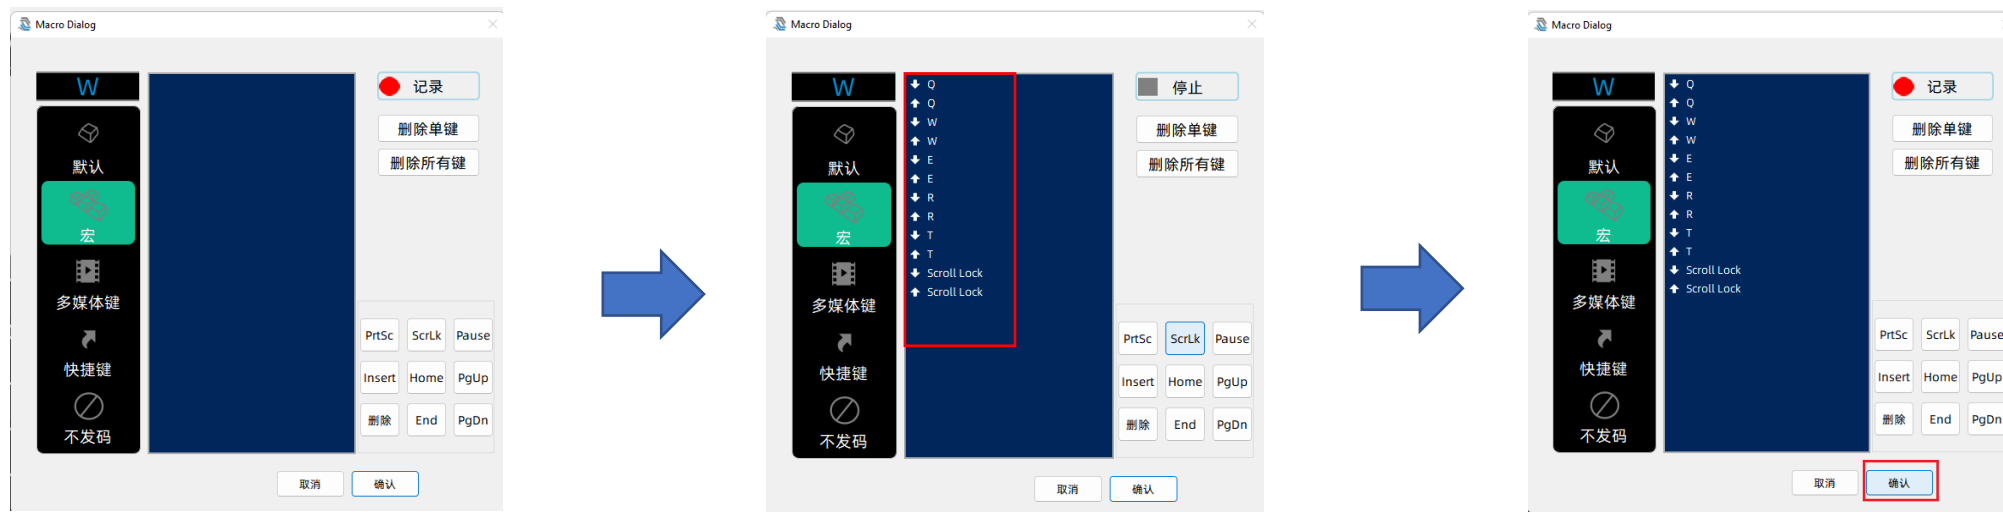 Macro Dialog
W
默认
宏
多媒体键
快捷键
不发码
记录
删除单键
删除所有键
PrtSc ScrLk Pause
Insert Home PgUp
删除 End PgDn
取消 确认
Macro Dialog
W
默认
宏
多媒体键
快捷键
不发码
Q
Q
W
W
E
E
R
R
T
T
Scroll Lock
Scroll Lock
停止
删除单键
删除所有键
PrtSc ScrLk Pause
Insert Home PgUp
删除 End PgDn
取消 确认
Macro Dialog
W
默认
宏
多媒体键
快捷键
不发码
Q
Q
W
W
E
E
R
R
T
T
Scroll Lock
Scroll Lock
记录
删除单键
删除所有键
PrtSc ScrLk Pause
Insert Home PgUp
删除 End PgDn
取消 确认